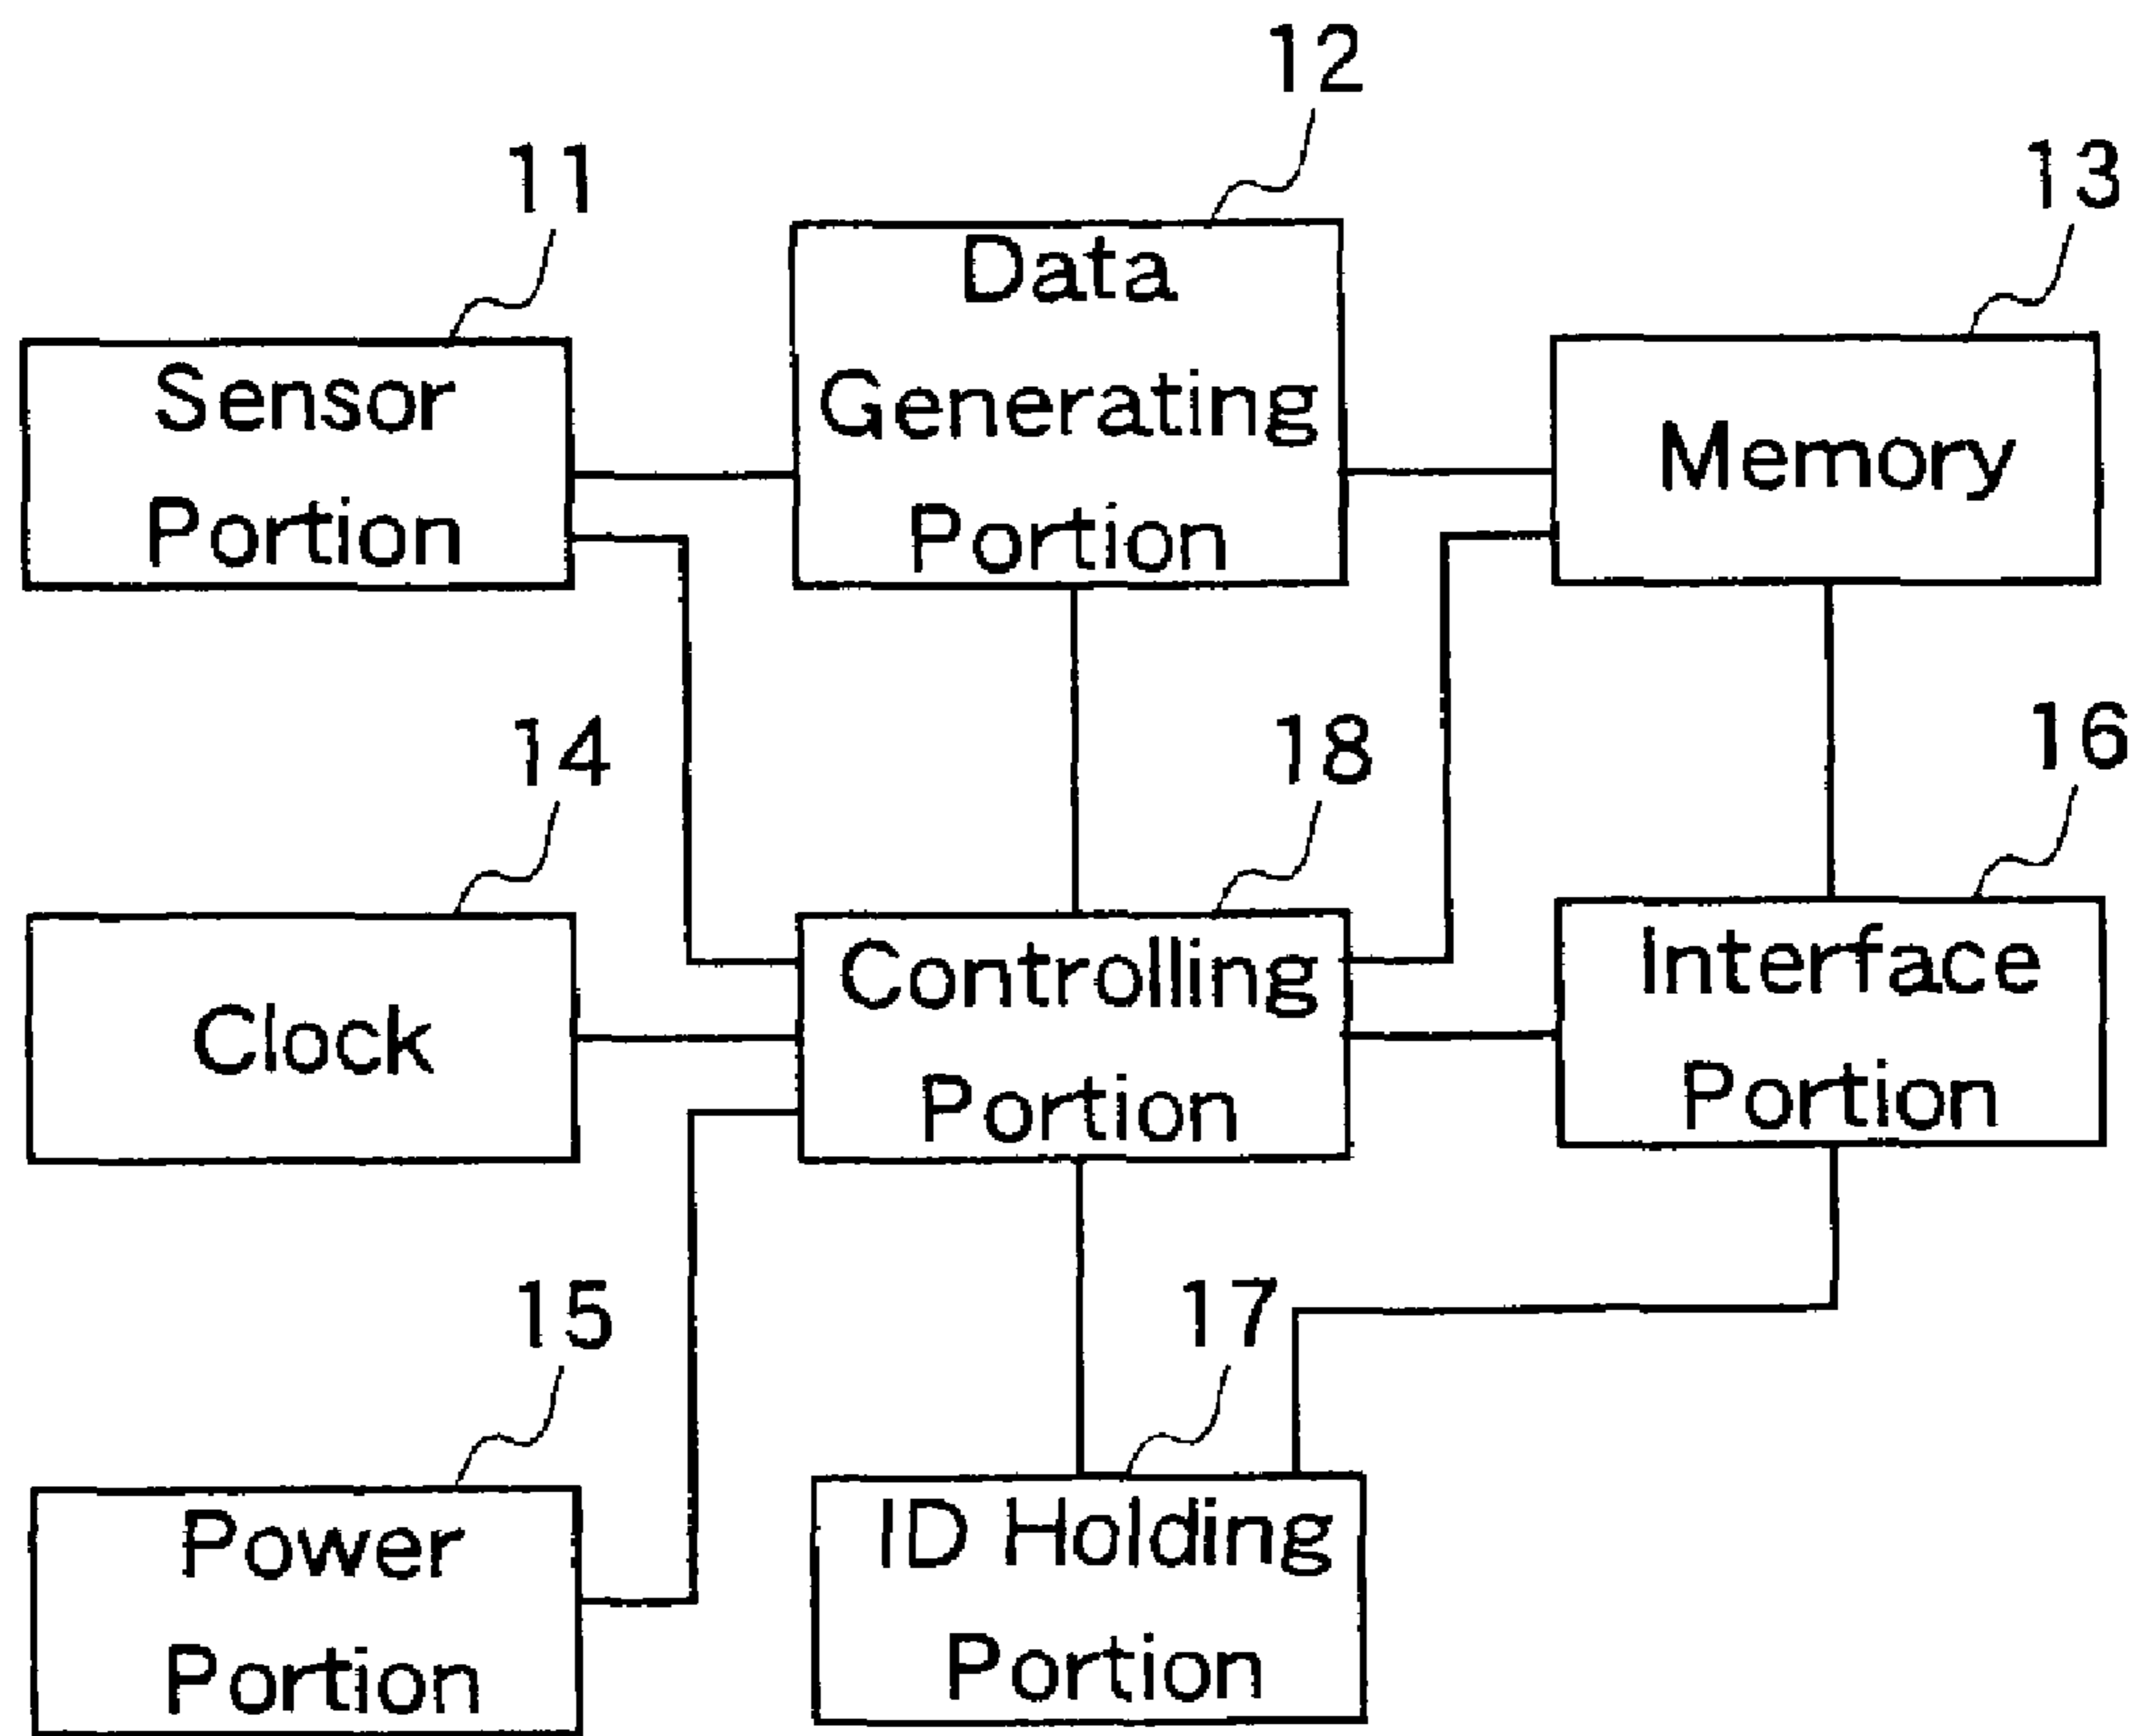 12
11
13
Data
Generating
Portion
Sensor
Portion
Memory
14
18
16
Clock
Controlling
Portion
Interface
Portion
15
17
Power
Portion
ID Holding
Portion